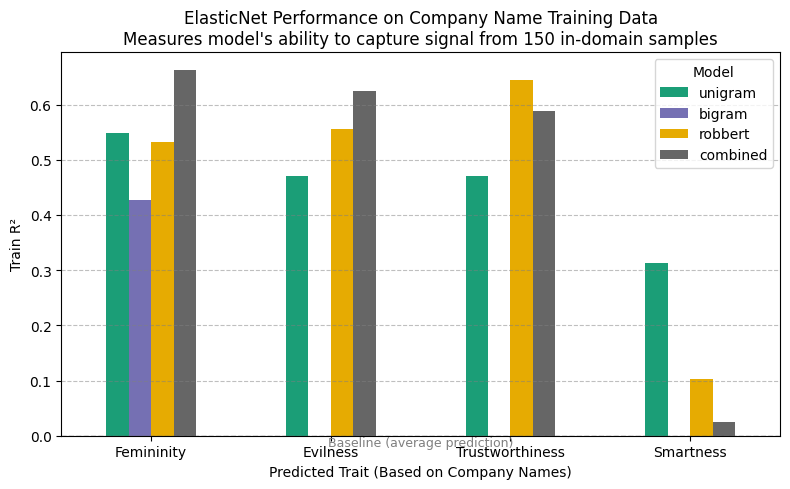 ElasticNet Performance on Company Name Training Data
Measures model's ability to capture signal from 150 in-domain samples
Model
unigram
bigram
robbert
combined
Train R²
0.6
0.5
0.4
0.3
0.2
0.1
0.0
Baseline (average prediction)
Femininity
Evilness
Trustworthiness
Smartness
Predicted Trait (Based on Company Names)